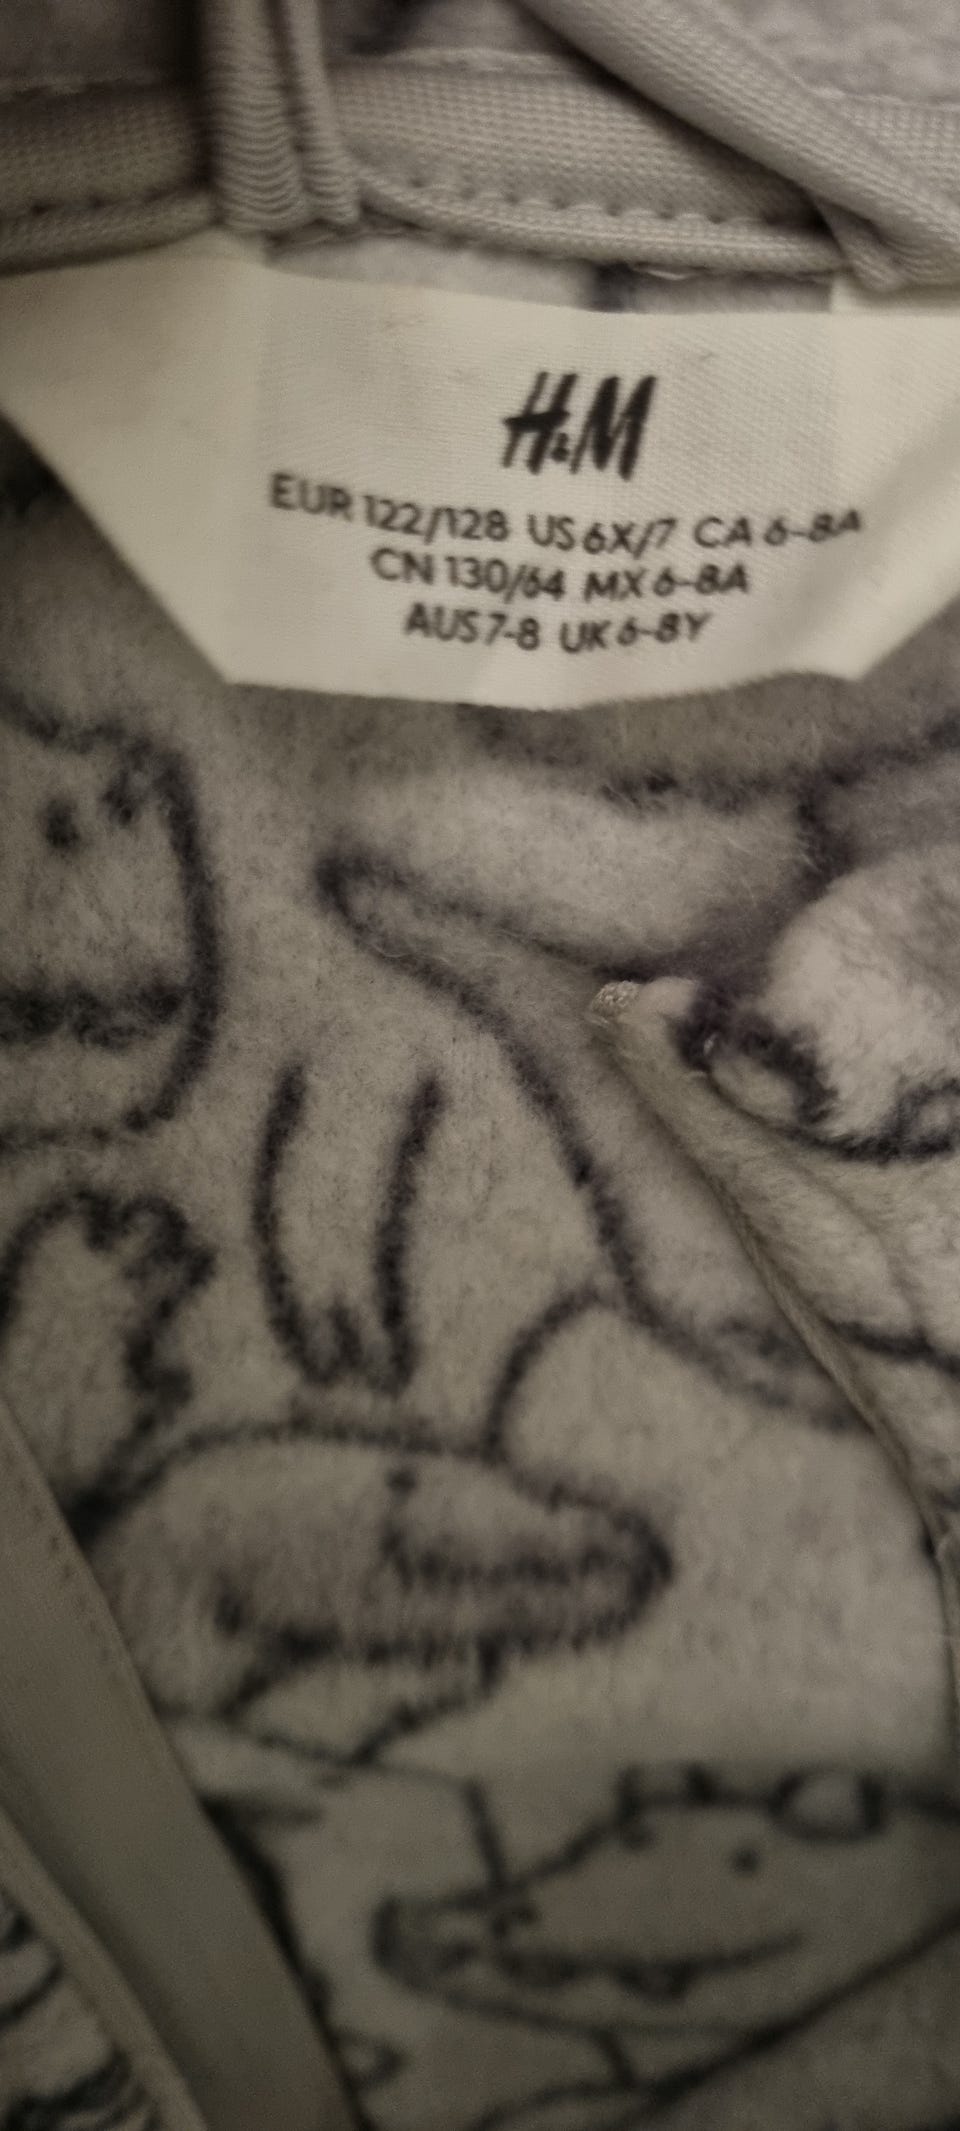 H&M
EUR 122/128 US 6X/7 CA 6-8A
CN 130/64 MX 6-8A
AUS 7-8 UK 6-8Y